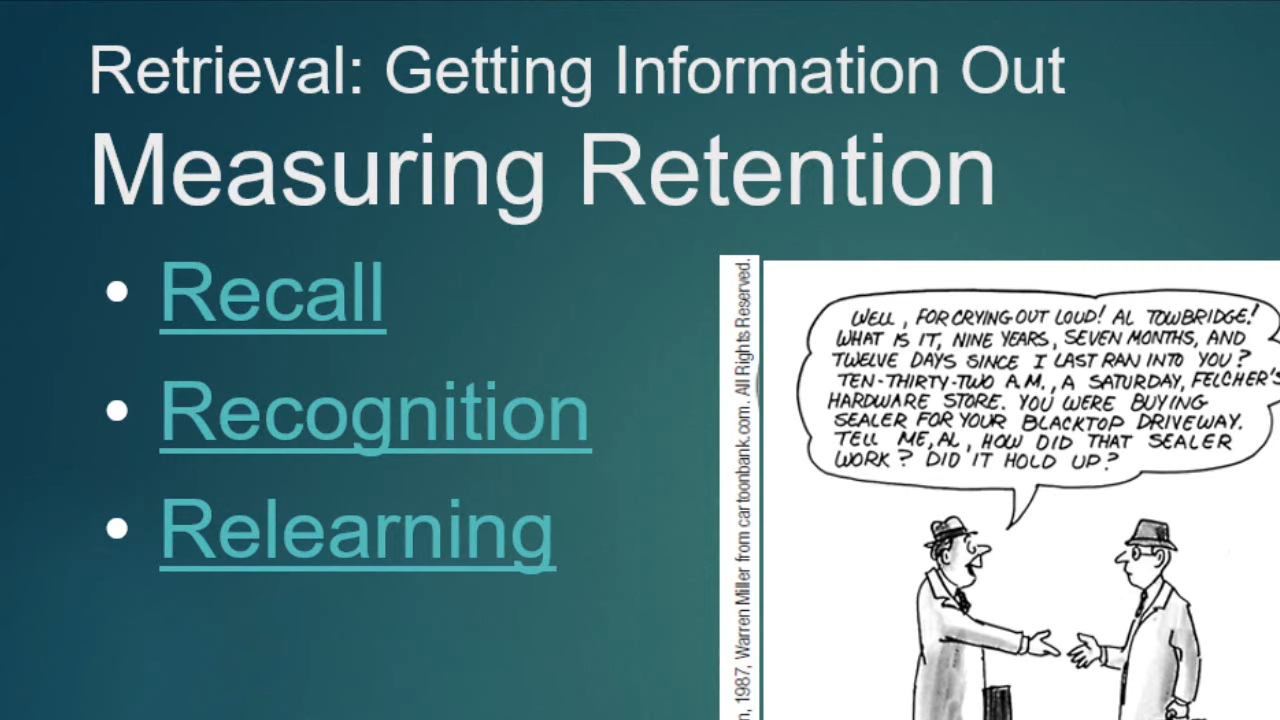 Retrieval: Getting Information Out
Measuring Retention
• Recall
• Recognition
• Relearning
1987, Warren Miller from cartoonbank.com. All Rights Reserved.
WELL, FOR CRYING OUT LOUD! AL TOWBRIDGE!
WHAT IS IT, NINE YEARS, SEVEN MONTHS, AND
TWELVE DAYS SINCE I LAST RAN INTO YOU?
TEN-THIRTY-TWO A.M., A SATURDAY, FELCHER'S
HARDWARE STORE. YOU WERE BUYING
SEALER FOR YOUR BLACKTOP DRIVEWAY.
TELL ME, AL, HOW DID THAT SEALER
WORK? DID IT HOLD UP?